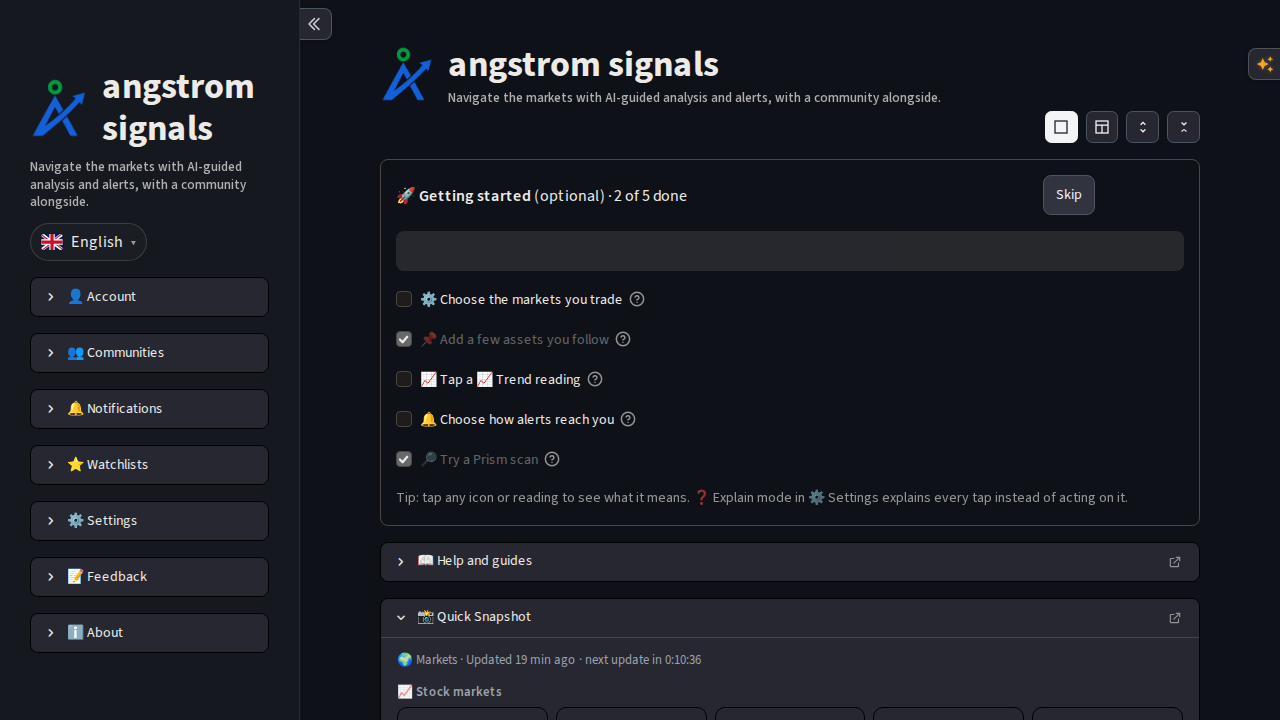 angstrom
signals
Navigate the markets with AI-guided
analysis and alerts, with a community
alongside.
English
Account
Communities
Notifications
Watchlists
Settings
Feedback
About
angstrom signals
Navigate the markets with AI-guided analysis and alerts, with a community alongside.
Getting started (optional) · 2 of 5 done
Skip
Choose the markets you trade
Add a few assets you follow
Tap a 📈 Trend reading
Choose how alerts reach you
Try a Prism scan
Tip: tap any icon or reading to see what it means. ❓ Explain mode in ⚙️ Settings explains every tap instead of acting on it.
Help and guides
Quick Snapshot
Markets · Updated 19 min ago · next update in 0:10:36
Stock markets